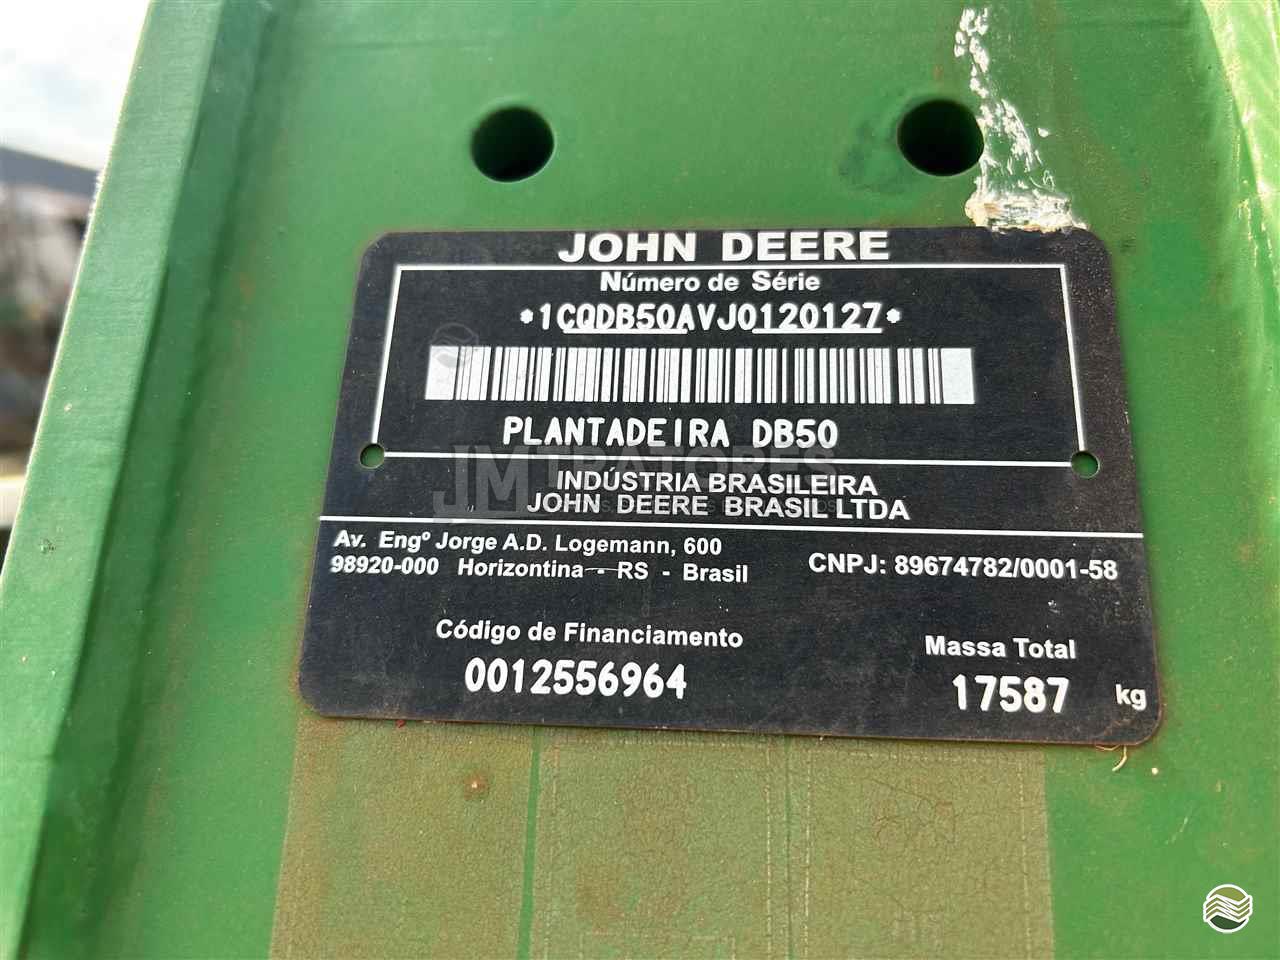 JOHN DEERE
Número de Série
*1CQDB50AVJ0120127*
PLANTADEIRA DB50
JM TRATORES
INDÚSTRIA BRASILEIRA
JOHN DEERE BRASIL LTDA
Av. Engº Jorge A.D. Logemann, 600
98920-000 Horizontina - RS - Brasil
CNPJ: 89674782/0001-58
Código de Financiamento
0012556964
Massa Total
17587 kg